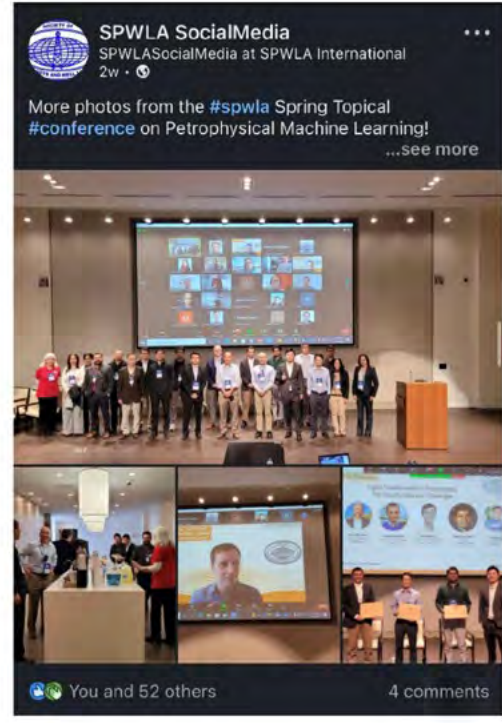 SPWLA SocialMedia
SPWLASocialMedia at SPWLA International
2w •
More photos from the #spwla Spring Topical
#conference on Petrophysical Machine Learning!
...see more
You and 52 others
4 comments